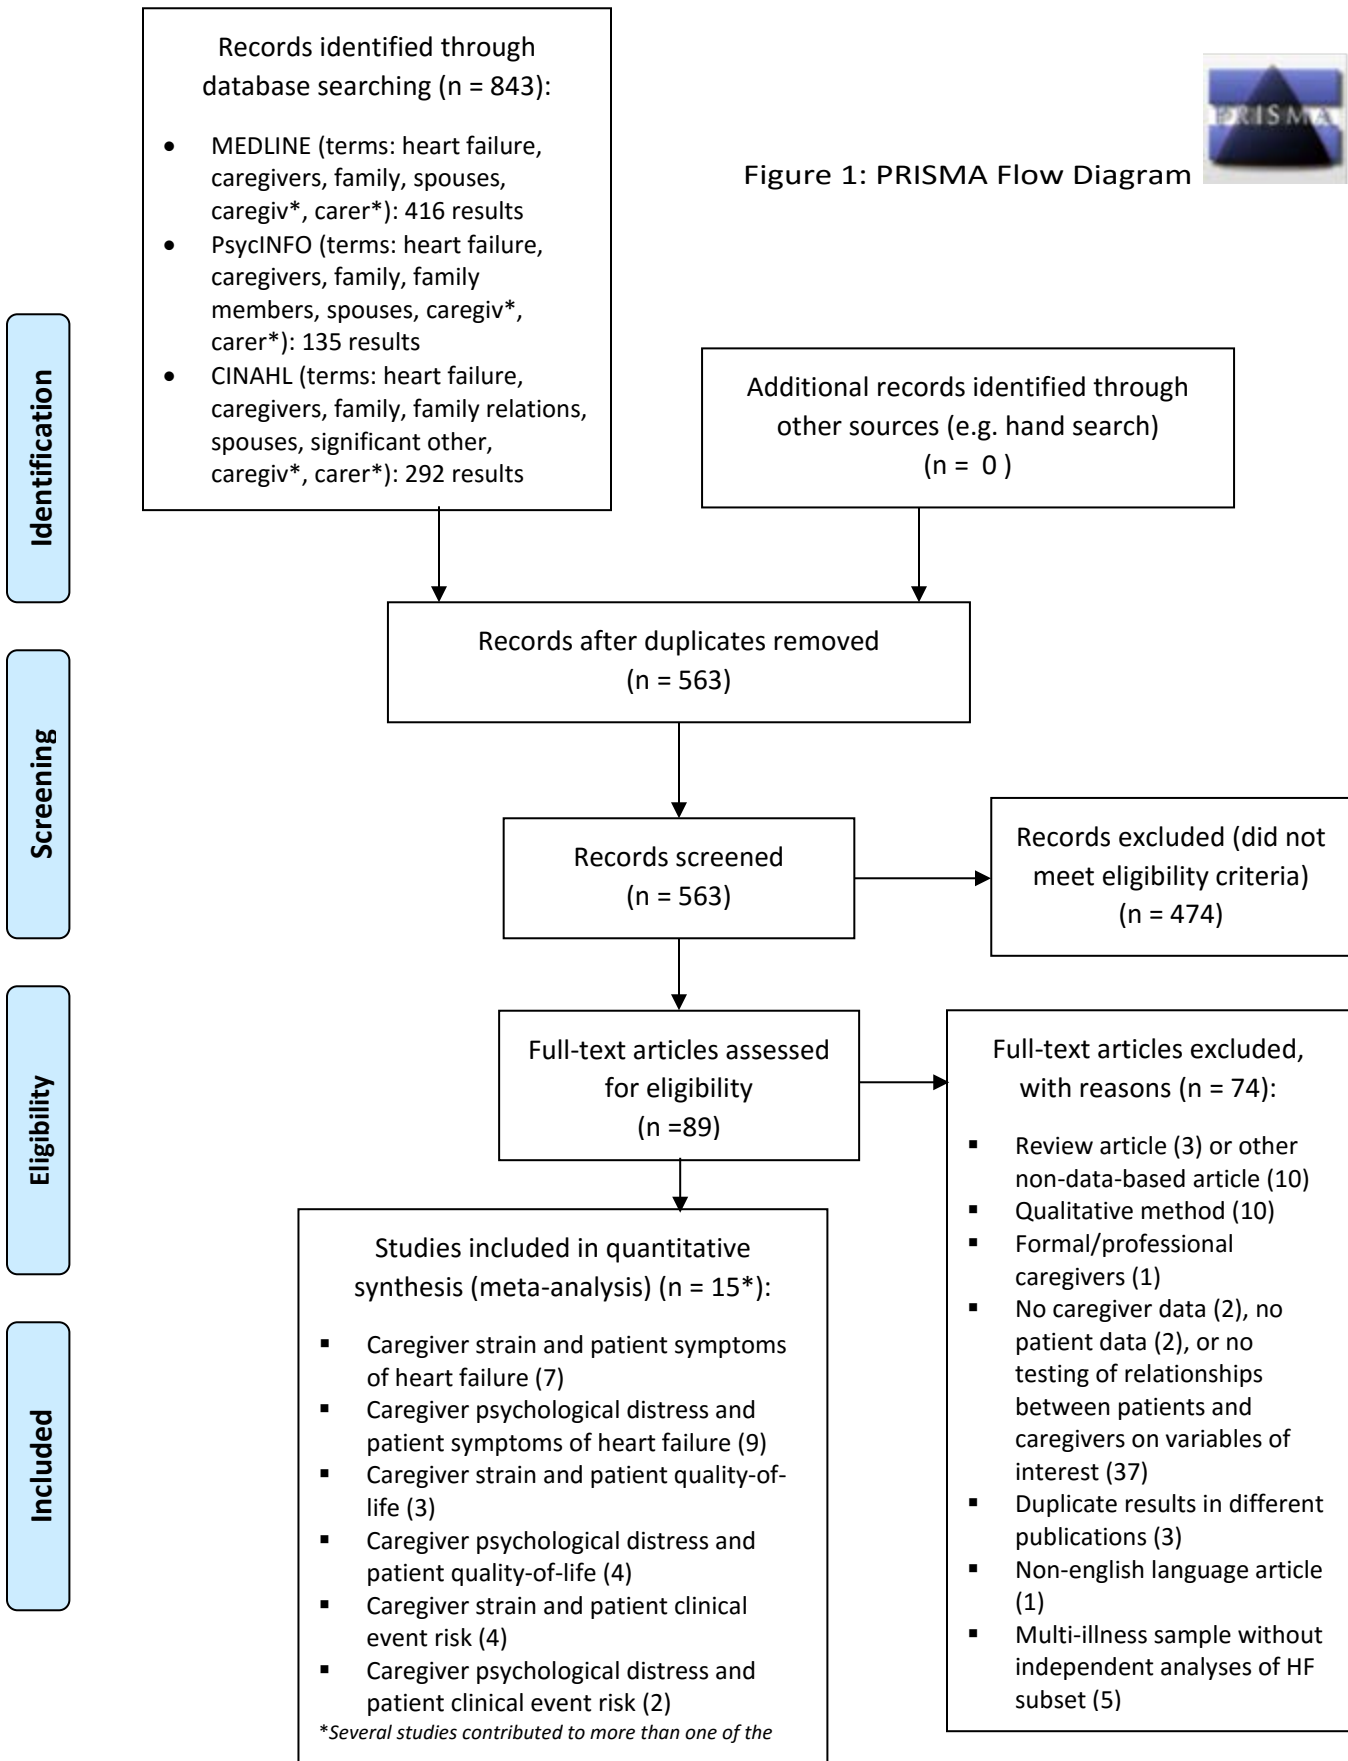 Records identified through
database searching (n = 843):
• MEDLINE (terms: heart failure,
caregivers, family, spouses,
caregiv*, carer*): 416 results
• PsycINFO (terms: heart failure,
caregivers, family, family
members, spouses, caregiv*,
carer*): 135 results
• CINAHL (terms: heart failure,
caregivers, family, family relations,
spouses, significant other,
caregiv*, carer*): 292 results
PRISMA
Figure 1: PRISMA Flow Diagram
Identification
Additional records identified through
other sources (e.g. hand search)
(n = 0 )
Records after duplicates removed
(n = 563)
Screening
Records screened
(n = 563)
Records excluded (did not
meet eligibility criteria)
(n = 474)
Eligibility
Full-text articles assessed
for eligibility
(n =89)
Full-text articles excluded,
with reasons (n = 74):
▪ Review article (3) or other
non-data-based article (10)
▪ Qualitative method (10)
▪ Formal/professional
caregivers (1)
▪ No caregiver data (2), no
patient data (2), or no
testing of relationships
between patients and
caregivers on variables of
interest (37)
▪ Duplicate results in different
publications (3)
▪ Non-english language article
(1)
▪ Multi-illness sample without
independent analyses of HF
subset (5)
Included
Studies included in quantitative
synthesis (meta-analysis) (n = 15*):
▪ Caregiver strain and patient symptoms
of heart failure (7)
▪ Caregiver psychological distress and
patient symptoms of heart failure (9)
▪ Caregiver strain and patient quality-of-
life (3)
▪ Caregiver psychological distress and
patient quality-of-life (4)
▪ Caregiver strain and patient clinical
event risk (4)
▪ Caregiver psychological distress and
patient clinical event risk (2)
*Several studies contributed to more than one of the